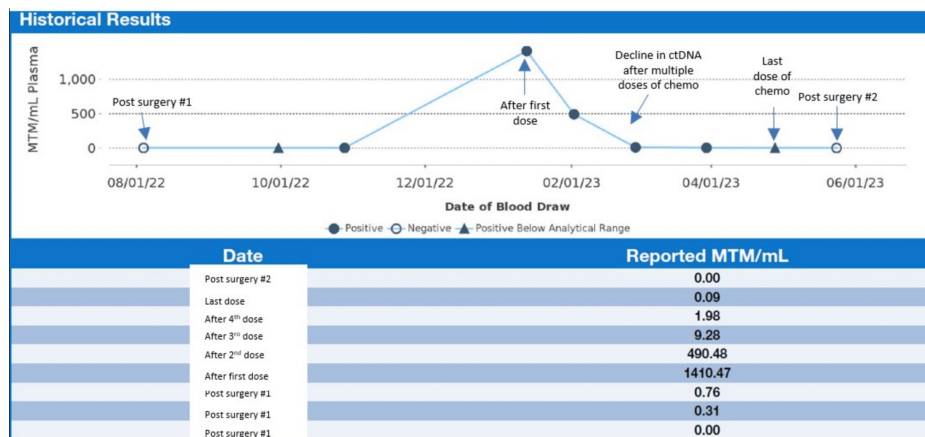 Historical Results
MTM/mL Plasma
1,000
500
0
Post surgery #1
After first
dose
Decline in ctDNA
after multiple
doses of chemo
Last
dose of
chemo
Post surgery #2
08/01/22 10/01/22 12/01/22 02/01/23 04/01/23 06/01/23
Date of Blood Draw
Positive Negative Positive Below Analytical Range
Date Reported MTM/mL
Post surgery #2 0.00
Last dose 0.09
After 4th dose 1.98
After 3rd dose 9.28
After 2nd dose 490.48
After first dose 1410.47
Post surgery #1 0.76
Post surgery #1 0.31
Post surgery #1 0.00